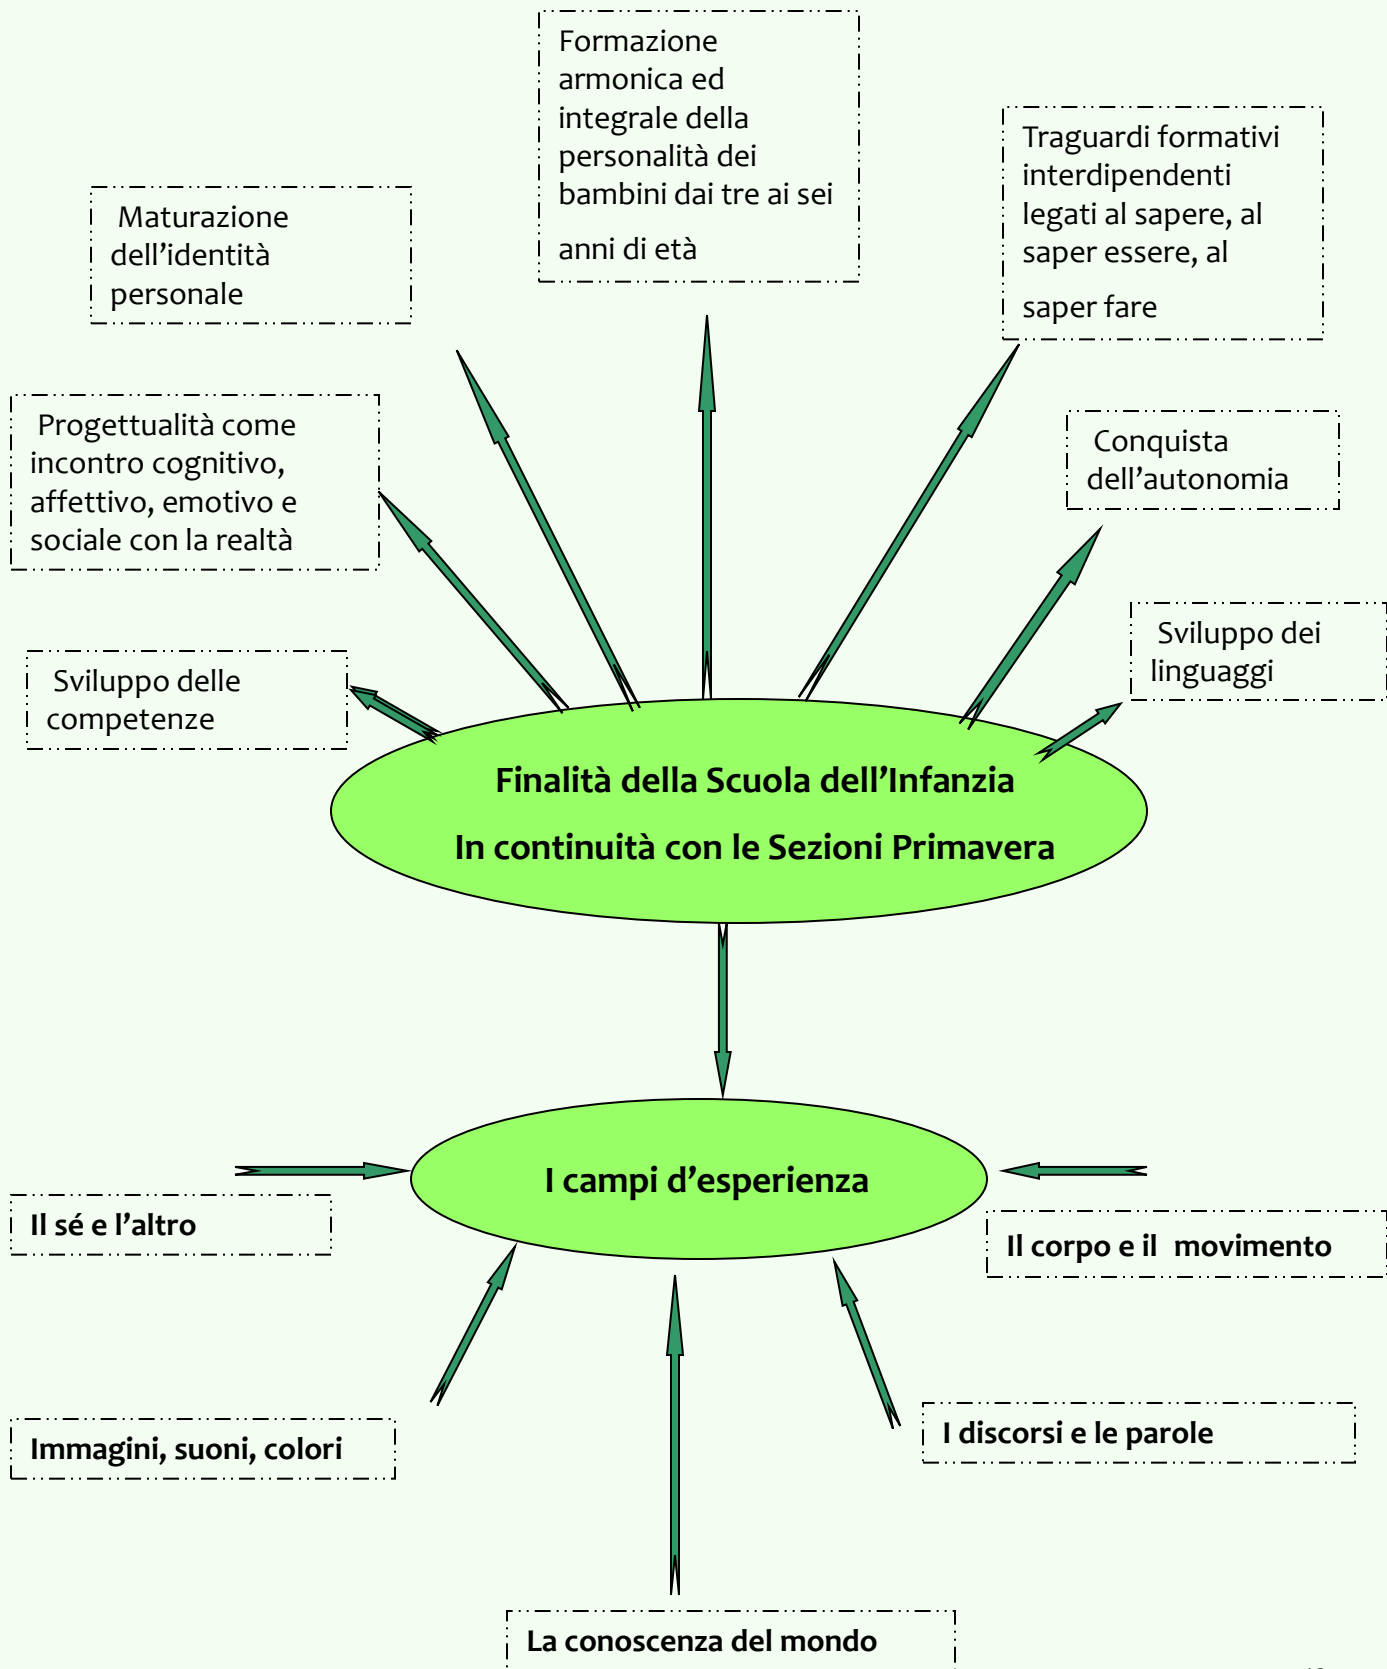 Formazione
armonica ed
integrale della
personalità dei
bambini dai tre ai sei
anni di età
Traguardi formativi
interdipendenti
legati al sapere, al
saper essere, al
saper fare
Maturazione
dell’identità
personale
Progettualità come
incontro cognitivo,
affettivo, emotivo e
sociale con la realtà
Conquista
dell’autonomia
Sviluppo dei
linguaggi
Sviluppo delle
competenze
Finalità della Scuola dell’Infanzia
In continuità con le Sezioni Primavera
I campi d’esperienza
Il sé e l’altro
Il corpo e il movimento
Immagini, suoni, colori
I discorsi e le parole
La conoscenza del mondo